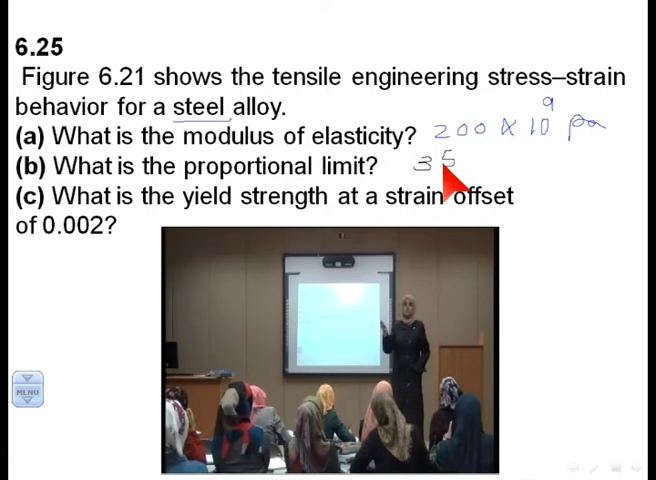 6.25
Figure 6.21 shows the tensile engineering stress–strain
behavior for a steel alloy.
(a) What is the modulus of elasticity? 200 × 10⁹ pa
(b) What is the proportional limit? 35
(c) What is the yield strength at a strain offset
of 0.002?
MENU